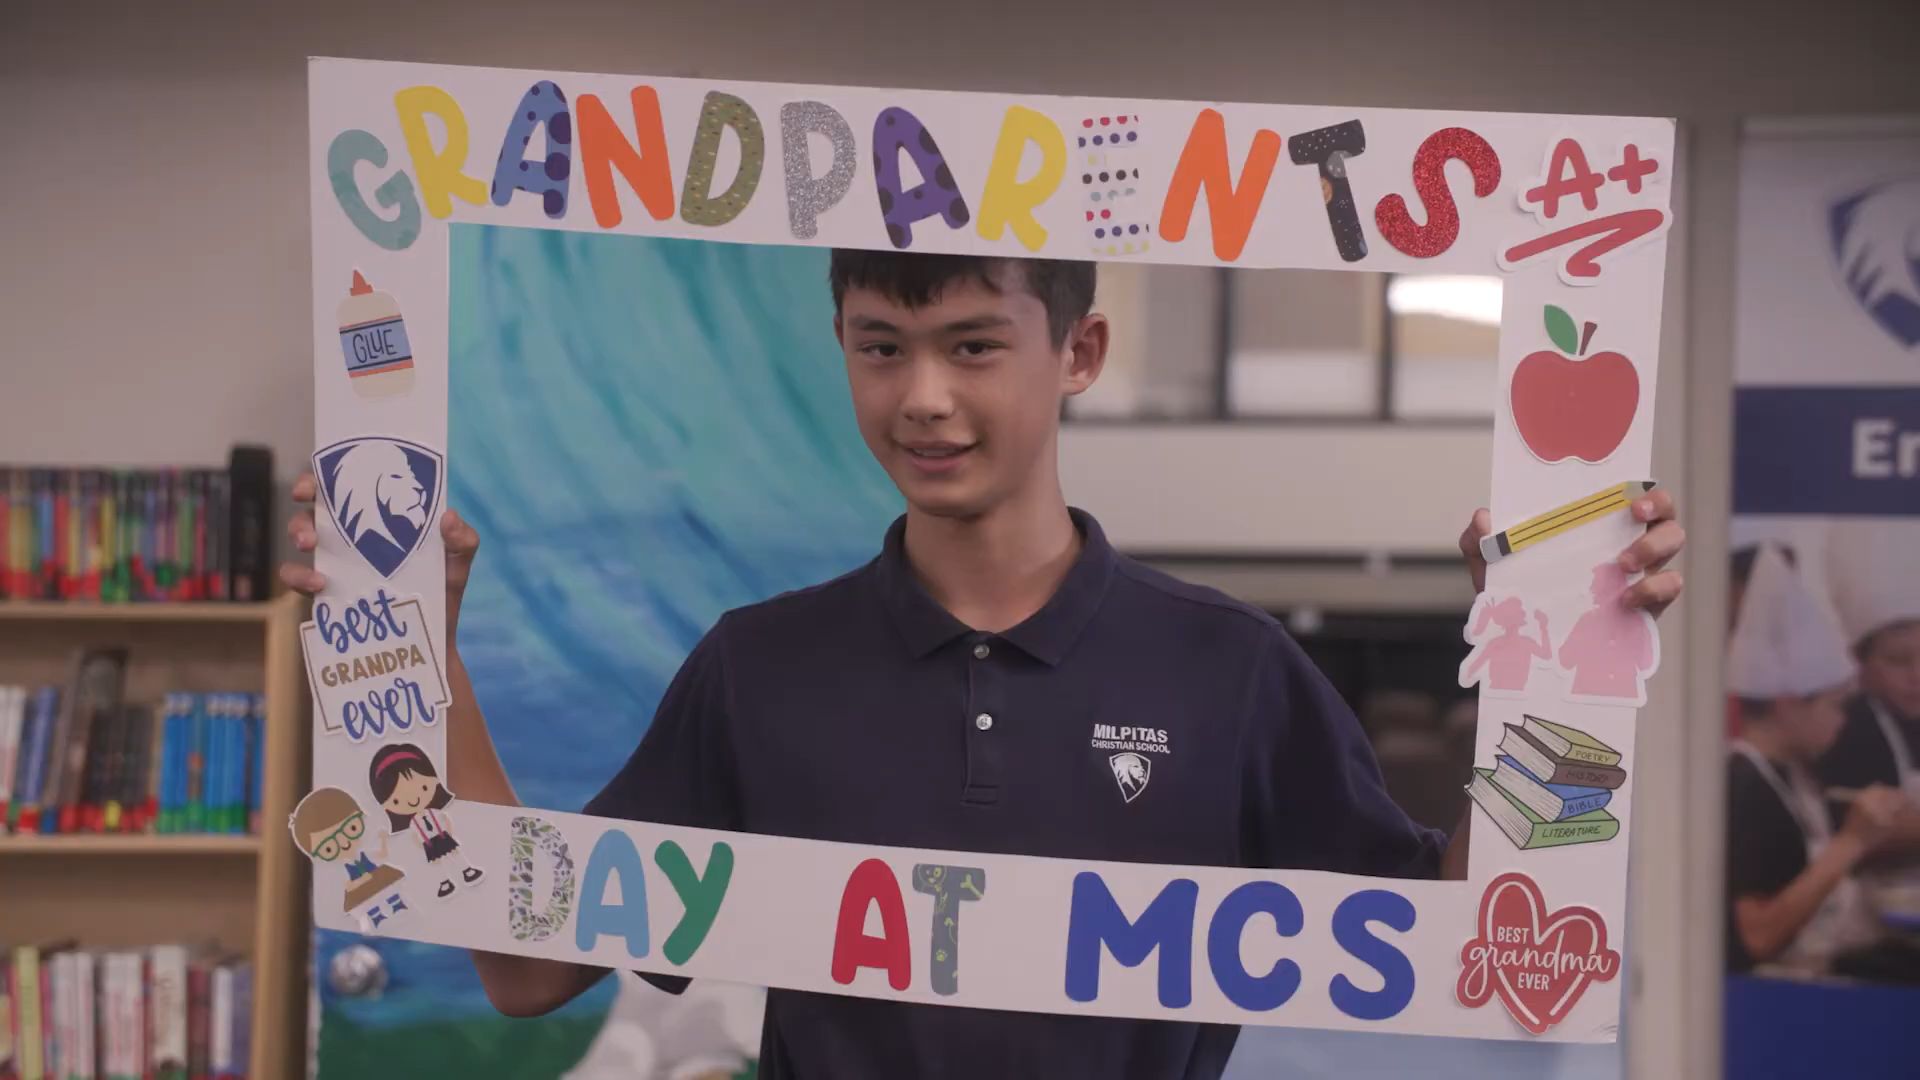 GRANDPARENTS A+
GLUE
best
GRANDPA
ever
MILPITAS
CHRISTIAN SCHOOL
POETRY
HISTORY
BIBLE
LITERATURE
DAY AT MCS
BEST
grandma
EVER